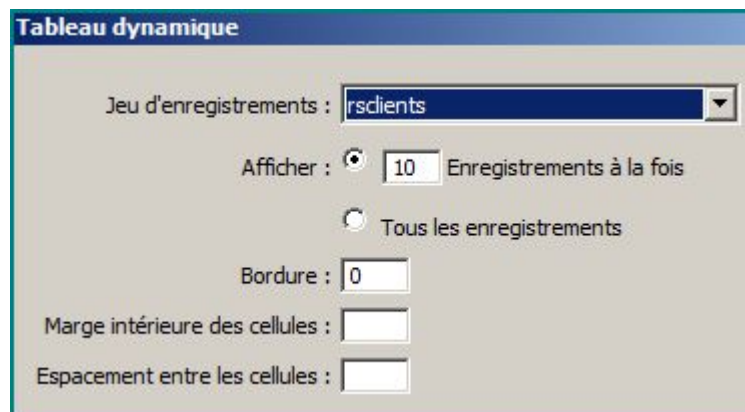 Tableau dynamique
Jeu d'enregistrements : rsclients
Afficher : 10 Enregistrements à la fois
Tous les enregistrements
Bordure : 0
Marge intérieure des cellules :
Espacement entre les cellules :